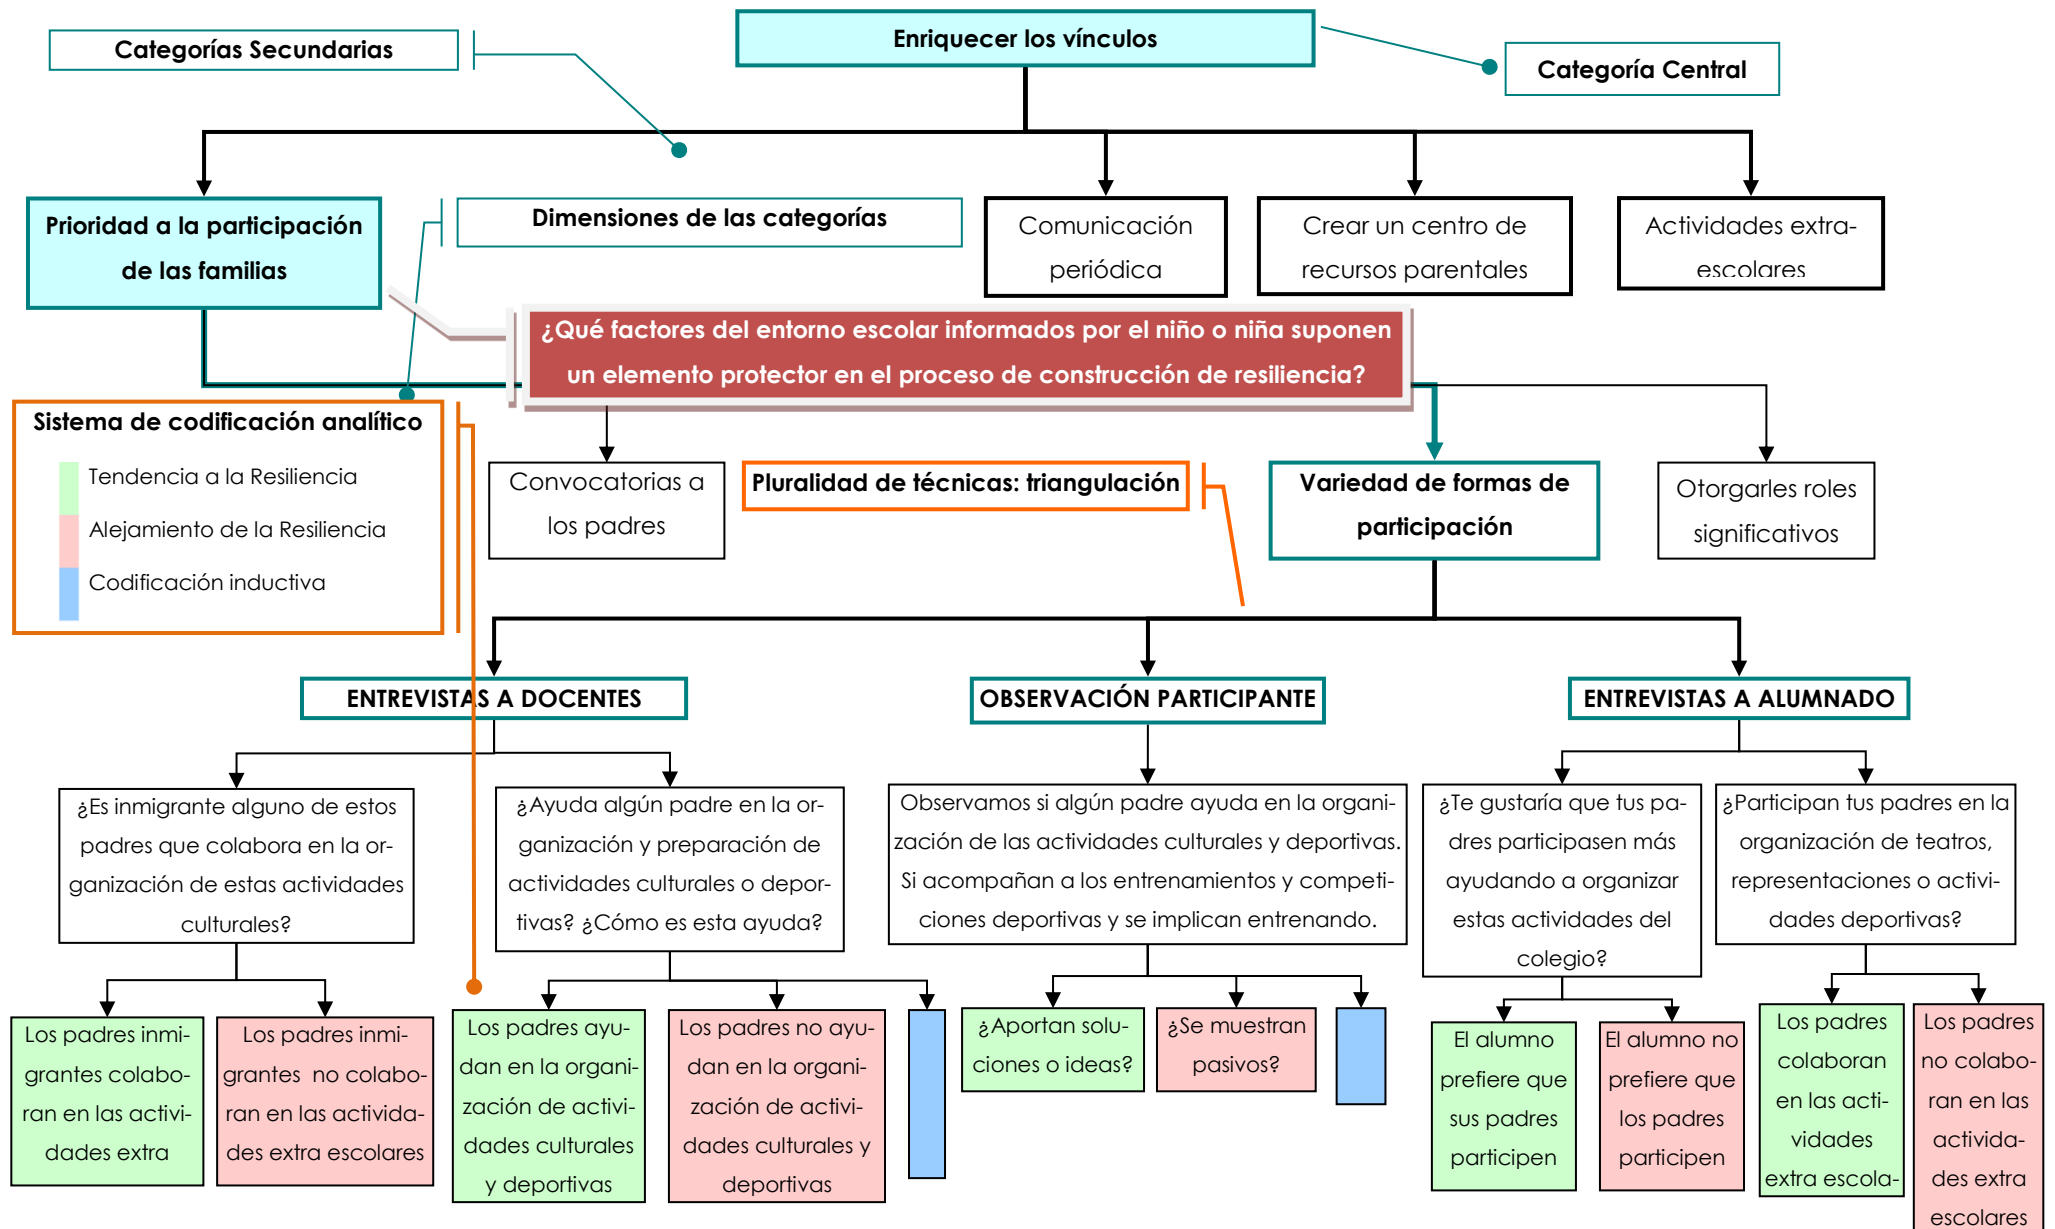 Categorías Secundarias
Enriquecer los vínculos
Categoría Central
Prioridad a la participación
de las familias
Dimensiones de las categorías
Comunicación
periódica
Crear un centro de
recursos parentales
Actividades extra-
escolares
¿Qué factores del entorno escolar informados por el niño o niña suponen
un elemento protector en el proceso de construcción de resiliencia?
Sistema de codificación analítico
Tendencia a la Resiliencia
Alejamiento de la Resiliencia
Codificación inductiva
Convocatorias a
los padres
Pluralidad de técnicas: triangulación
Variedad de formas de
participación
Otorgarles roles
significativos
ENTREVISTAS A DOCENTES
OBSERVACIÓN PARTICIPANTE
ENTREVISTAS A ALUMNADO
¿Es inmigrante alguno de estos
padres que colabora en la or-
ganización de estas actividades
culturales?
¿Ayuda algún padre en la or-
ganización y preparación de
actividades culturales o depor-
tivas? ¿Cómo es esta ayuda?
Observamos si algún padre ayuda en la organi-
zación de las actividades culturales y deportivas.
Si acompañan a los entrenamientos y competi-
ciones deportivas y se implican entrenando.
¿Te gustaría que tus pa-
dres participasen más
ayudando a organizar
estas actividades del
colegio?
¿Participan tus padres en la
organización de teatros,
representaciones o activi-
dades deportivas?
Los padres inmi-
grantes colabo-
ran en las activi-
dades extra
Los padres inmi-
grantes no colabo-
ran en las activida-
des extra escolares
Los padres ayu-
dan en la organi-
zación de activi-
dades culturales
y deportivas
Los padres no ayu-
dan en la organi-
zación de activi-
dades culturales y
deportivas
¿Aportan solu-
ciones o ideas?
¿Se muestran
pasivos?
El alumno
prefiere que
sus padres
participen
El alumno no
prefiere que
los padres
participen
Los padres
colaboran
en las acti-
vidades
extra escola-
Los padres
no colabo-
ran en las
activida-
des extra
escolares